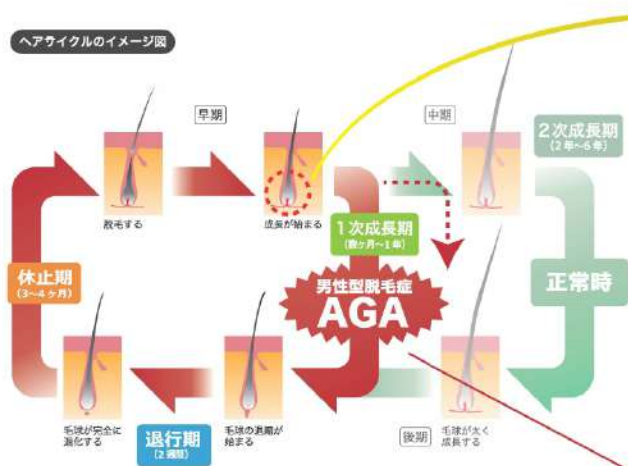 ヘアサイクルのイメージ図
早期
中期
2次成長期
(2年〜6年)
脱毛する
成長が始まる
1次成長期
(数ヶ月〜1年)
休止期
(3〜4ヶ月)
男性型脱毛症
AGA
正常時
毛球が完全に
退化する
退行期
(2週間)
毛球の退縮が
始まる
後期
毛球が太く
成長する